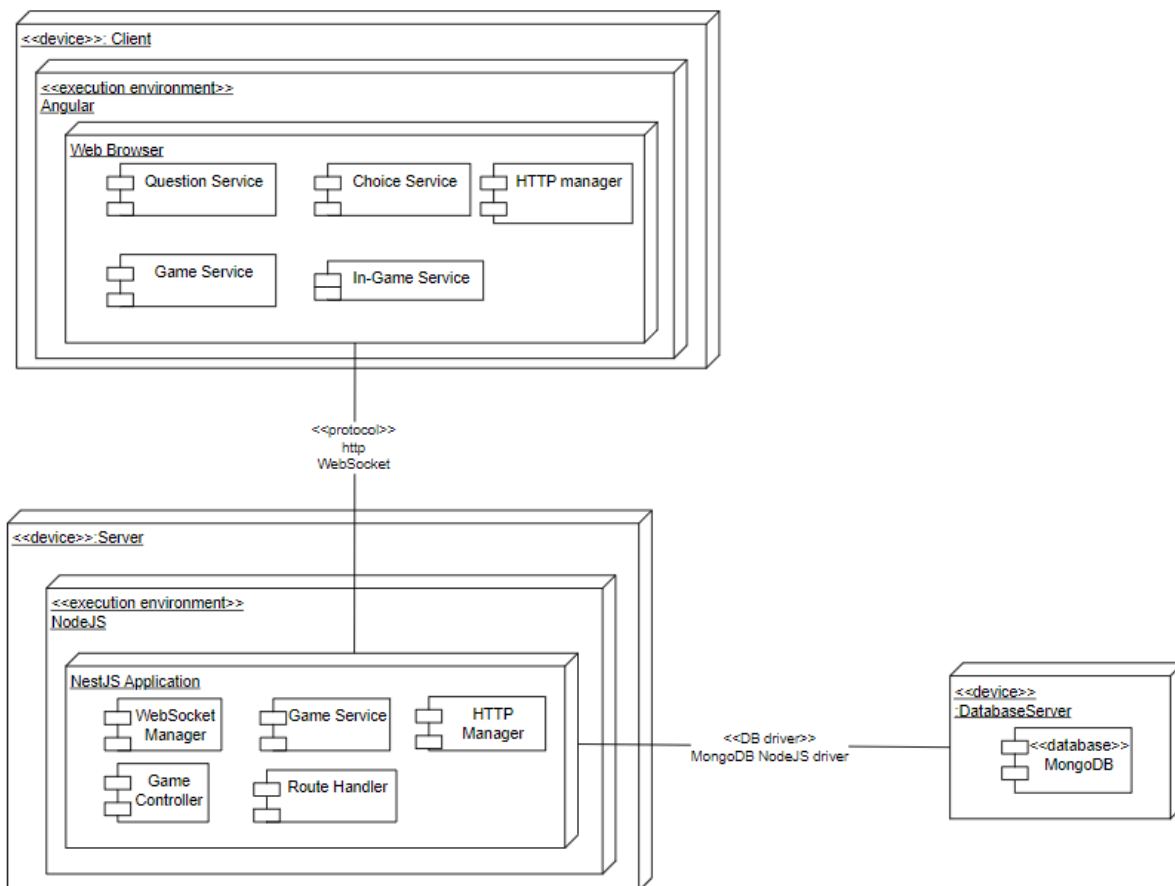 <<device>>: Client
<<execution environment>>
Angular
Web Browser
Question Service
Choice Service
HTTP manager
Game Service
In-Game Service
<<protocol>>
http
WebSocket
<<device>>:Server
<<execution environment>>
NodeJS
NestJS Application
WebSocket
Manager
Game Service
HTTP
Manager
Game
Controller
Route Handler
<<DB driver>>
MongoDB NodeJS driver
<<device>>
:DatabaseServer
<<database>>
MongoDB